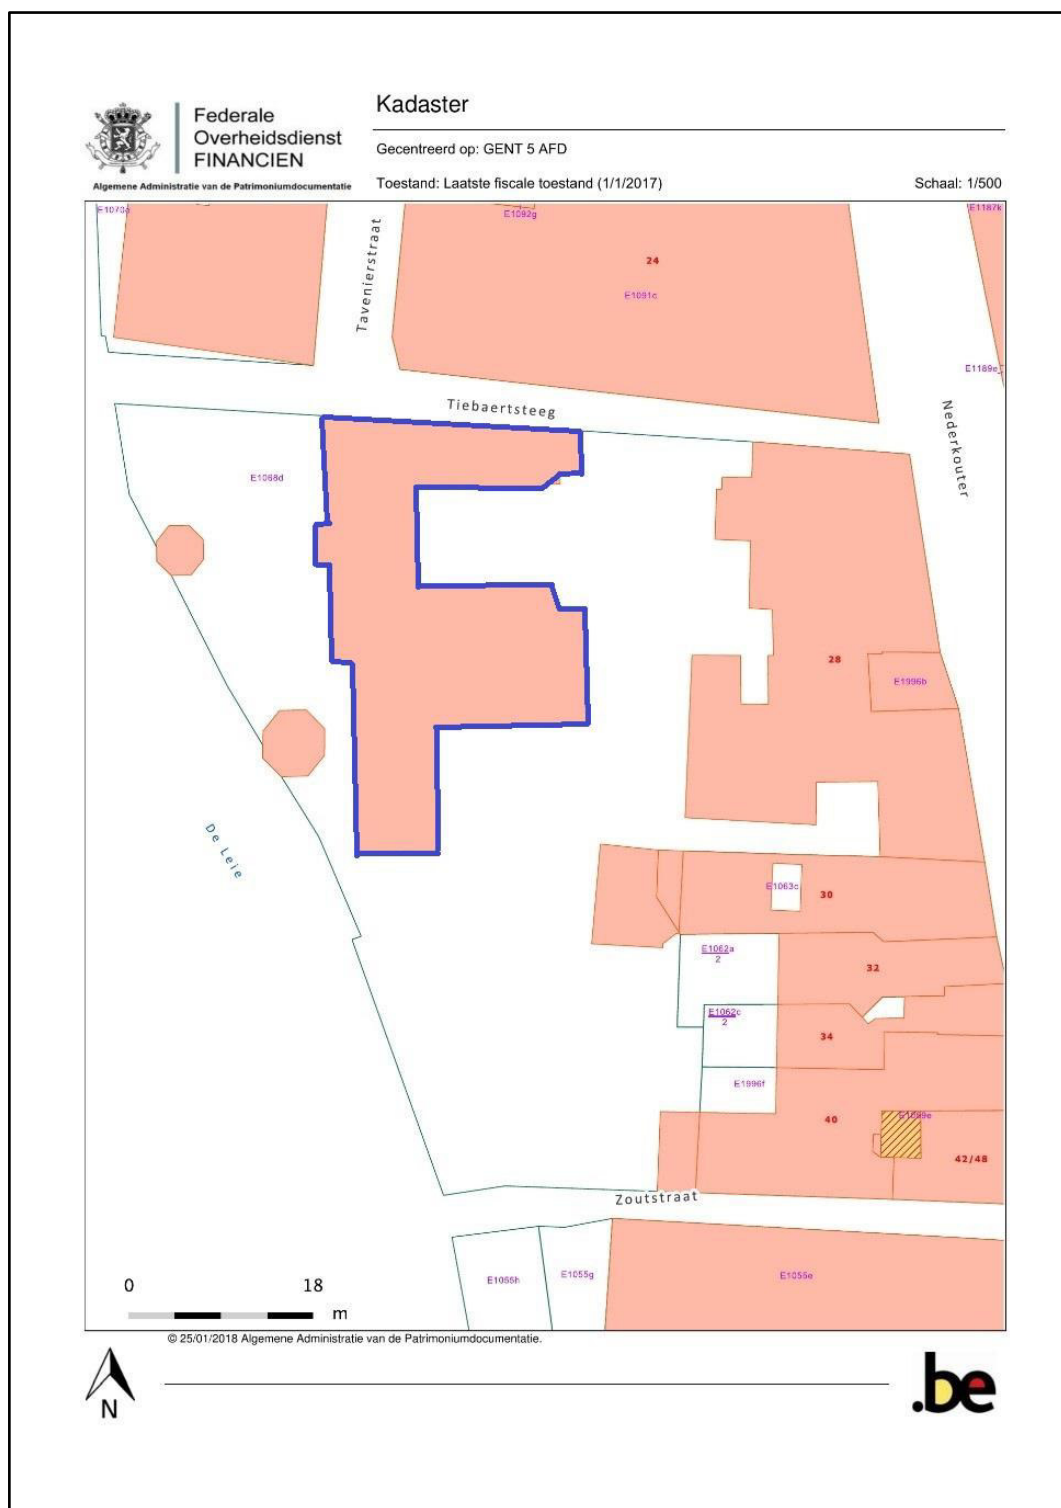 Federale
Overheidsdienst
FINANCIEN
Algemene Administratie van de Patrimoniumdocumentatie
Kadaster
Gecentreerd op: GENT 5 AFD
Toestand: Laatste fiscale toestand (1/1/2017)
Schaal: 1/500
E1070a
E1092g
E1187k
Tavenierstraat
24
E1091c
E1189e
Tiebaertsteeg
Nederkouter
E1068d
28
E1996b
De Leie
E1063c
30
E1062a
2
32
E1062c
2
34
E1996f
40
42/48
Zoutstraat
E1055g
E1055e
0 18
m
© 25/01/2018 Algemene Administratie van de Patrimoniumdocumentatie.
N
.be